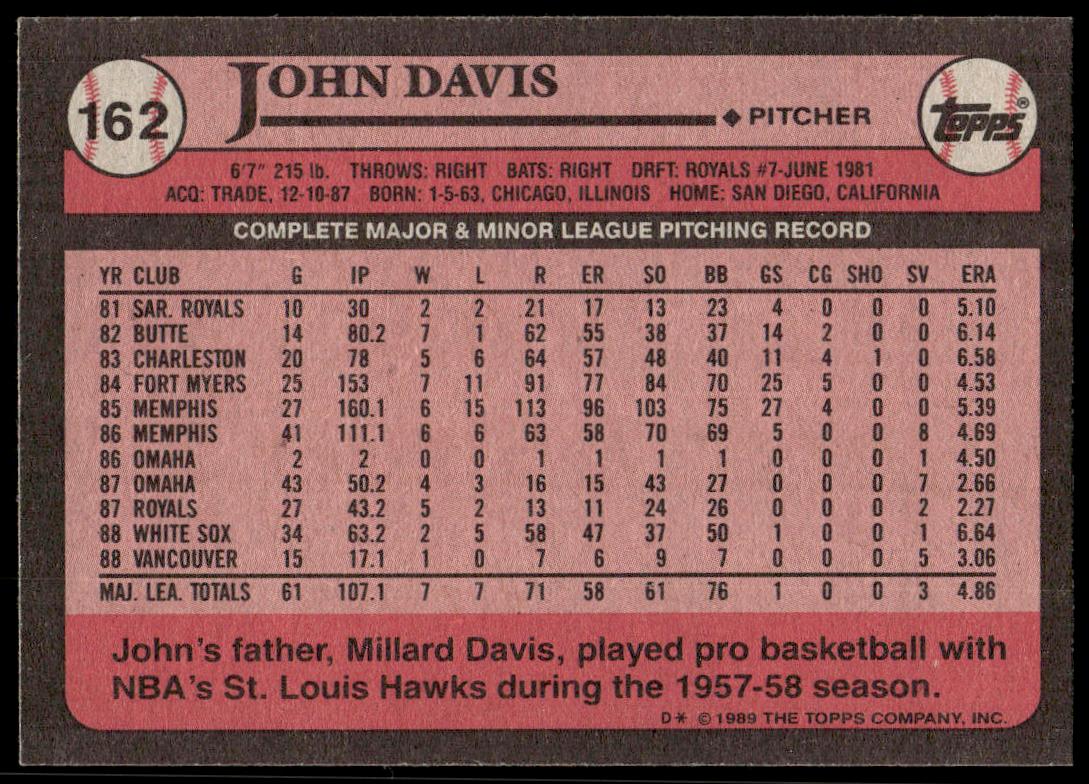 162
JOHN DAVIS
◆ PITCHER
TOPPS®
6'7" 215 lb. THROWS: RIGHT BATS: RIGHT DRFT: ROYALS #7-JUNE 1981
ACQ: TRADE, 12-10-87 BORN: 1-5-63, CHICAGO, ILLINOIS HOME: SAN DIEGO, CALIFORNIA
COMPLETE MAJOR & MINOR LEAGUE PITCHING RECORD
YR CLUB G IP W L R ER SO BB GS CG SHO SV ERA
81 SAR. ROYALS 10 30 2 2 21 17 13 23 4 0 0 0 5.10
82 BUTTE 14 80.2 7 1 62 55 38 37 14 2 0 0 6.14
83 CHARLESTON 20 78 5 6 64 57 48 40 11 4 1 0 6.58
84 FORT MYERS 25 153 7 11 91 77 84 70 25 5 0 0 4.53
85 MEMPHIS 27 160.1 6 15 113 96 103 75 27 4 0 0 5.39
86 MEMPHIS 41 111.1 6 6 63 58 70 69 5 0 0 8 4.69
86 OMAHA 2 2 0 0 1 1 1 1 0 0 0 1 4.50
87 OMAHA 43 50.2 4 3 16 15 43 27 0 0 0 7 2.66
87 ROYALS 27 43.2 5 2 13 11 24 26 0 0 0 2 2.27
88 WHITE SOX 34 63.2 2 5 58 47 37 50 1 0 0 1 6.64
88 VANCOUVER 15 17.1 1 0 7 6 9 7 0 0 0 5 3.06
MAJ. LEA. TOTALS 61 107.1 7 7 71 58 61 76 1 0 0 3 4.86
John's father, Millard Davis, played pro basketball with
NBA's St. Louis Hawks during the 1957-58 season.
D* © 1989 THE TOPPS COMPANY, INC.